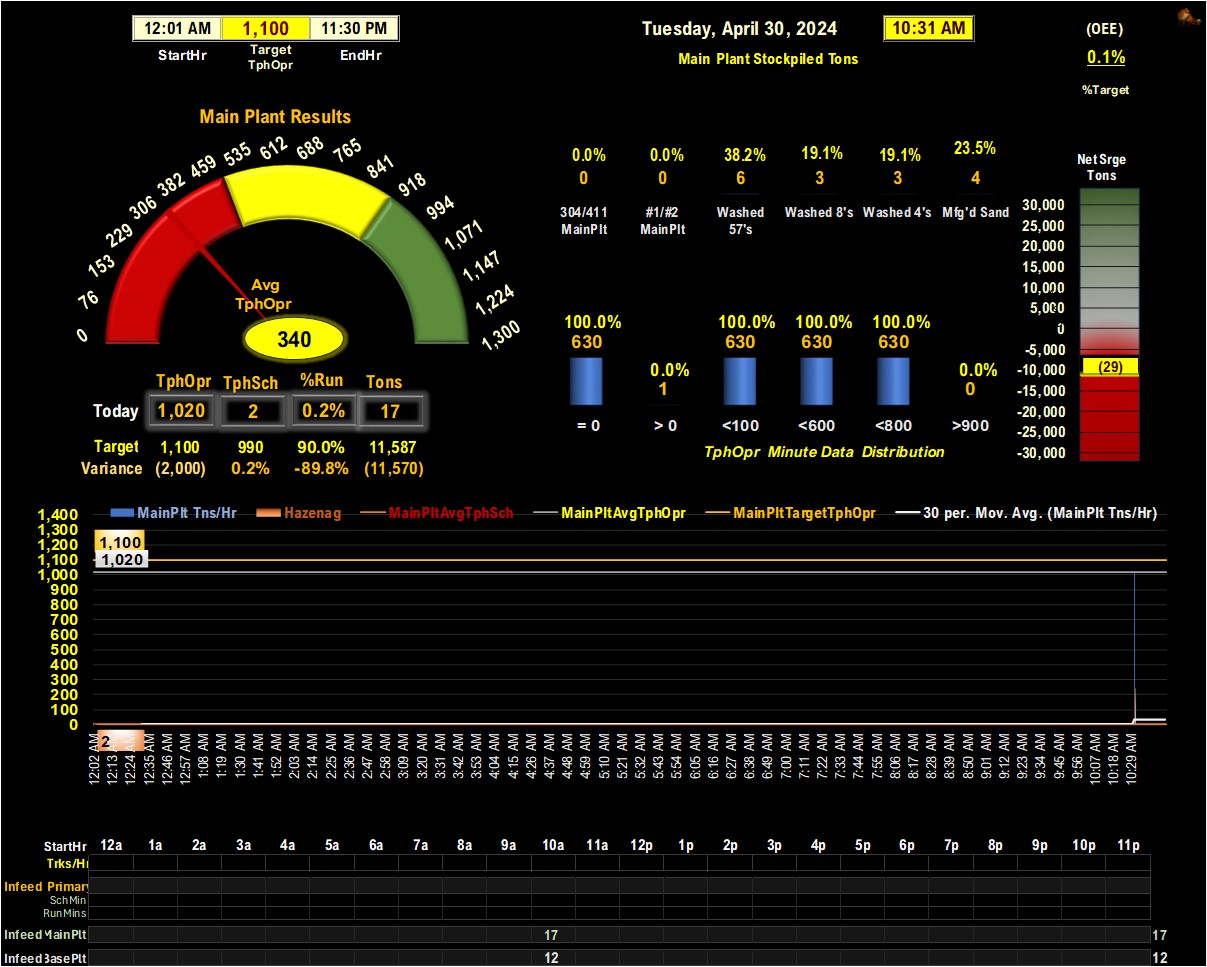 12:01 AM 1,100 11:30 PM
StartHr Target TphOpr EndHr
Tuesday, April 30, 2024 10:31 AM
Main Plant Stockpiled Tons
(OEE)
0.1%
%Target
Main Plant Results
0 76 153 229 306 382 459 535 612 688 765 841 918 994 1,071 1,147 1,224 1,300
Avg
TphOpr
340
TphOpr TphSch %Run Tons
Today 1,020 2 0.2% 17
Target 1,100 990 90.0% 11,587
Variance (2,000) 0.2% -89.8% (11,570)
0.0% 0.0% 38.2% 19.1% 19.1% 23.5%
0 0 6 3 3 4
304/411 #1/#2 Washed Washed 8's Washed 4's Mfg'd Sand
MainPlt MainPlt 57's
100.0% 100.0% 100.0% 100.0%
630 630 630 630
0.0% 0.0%
1 0
= 0 > 0 <100 <600 <800 >900
TphOpr Minute Data Distribution
Net Srge
Tons
30,000
25,000
20,000
15,000
10,000
5,000
0
-5,000
-10,000
-15,000
-20,000
-25,000
-30,000
(29)
MainPlt Tns/Hr Hazenag MainPltAvgTphSch MainPltAvgTphOpr MainPltTargetTphOpr 30 per. Mov. Avg. (MainPlt Tns/Hr)
1,400
1,300
1,200
1,100
1,000
900
800
700
600
500
400
300
200
100
0
1,100
1,020
2
12:02 AM 12:13 AM 12:24 AM 12:35 AM 12:46 AM 12:57 AM 1:08 AM 1:19 AM 1:30 AM 1:41 AM 1:52 AM 2:03 AM 2:14 AM 2:25 AM 2:36 AM 2:47 AM 2:58 AM 3:09 AM 3:20 AM 3:31 AM 3:42 AM 3:53 AM 4:04 AM 4:15 AM 4:26 AM 4:37 AM 4:48 AM 4:59 AM 5:10 AM 5:21 AM 5:32 AM 5:43 AM 5:54 AM 6:05 AM 6:16 AM 6:27 AM 6:38 AM 6:49 AM 7:00 AM 7:11 AM 7:22 AM 7:33 AM 7:44 AM 7:55 AM 8:06 AM 8:17 AM 8:28 AM 8:39 AM 8:50 AM 9:01 AM 9:12 AM 9:23 AM 9:34 AM 9:45 AM 9:56 AM 10:07 AM 10:18 AM 10:29 AM
StartHr 12a 1a 2a 3a 4a 5a 6a 7a 8a 9a 10a 11a 12p 1p 2p 3p 4p 5p 6p 7p 8p 9p 10p 11p
Trks/Hr
Infeed Primary
SchMin
RunMins
Infeed MainPlt 17 17
Infeed BasePlt 12 12